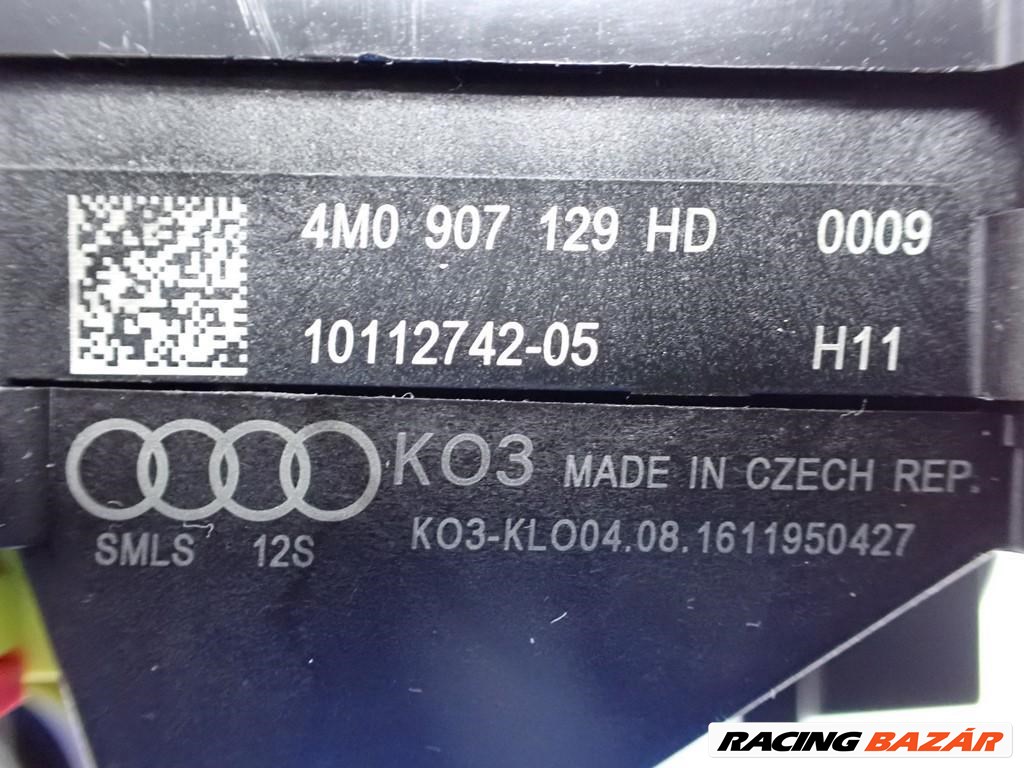 4M0 907 129 HD 0009
10112742-05 H11
KO3 MADE IN CZECH REP.
SMLS 12S KO3-KLO04.08.1611950427
RACING BAZÁR